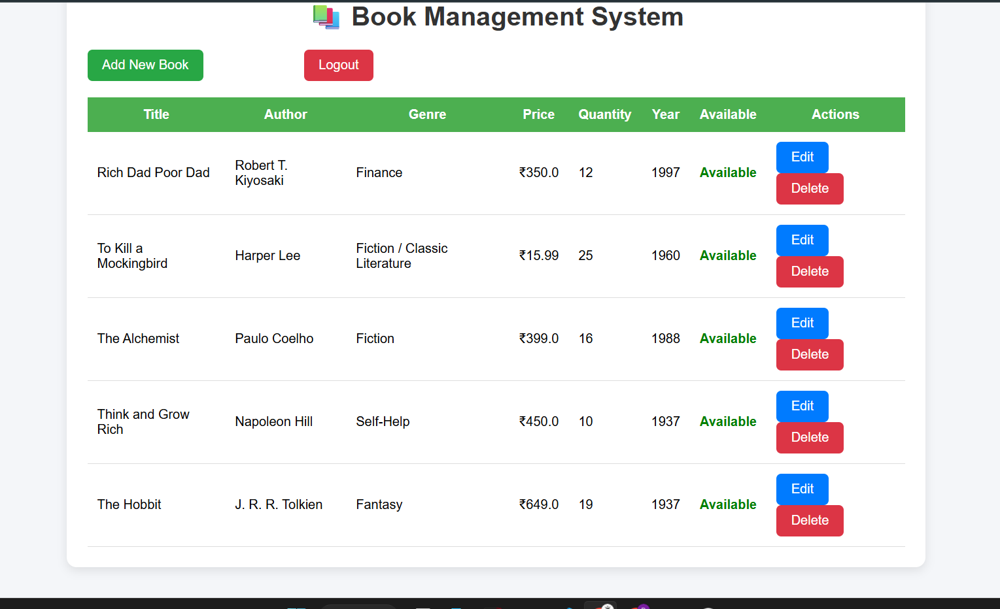 Book Management System
Add New Book
Logout
Title Author Genre Price Quantity Year Available Actions
Rich Dad Poor Dad
Robert T.
Kiyosaki
Finance
₹350.0
12
1997
Available
Edit
Delete
To Kill a
Mockingbird
Harper Lee
Fiction / Classic
Literature
₹15.99
25
1960
Available
Edit
Delete
The Alchemist
Paulo Coelho
Fiction
₹399.0
16
1988
Available
Edit
Delete
Think and Grow
Rich
Napoleon Hill
Self-Help
₹450.0
10
1937
Available
Edit
Delete
The Hobbit
J. R. R. Tolkien
Fantasy
₹649.0
19
1937
Available
Edit
Delete